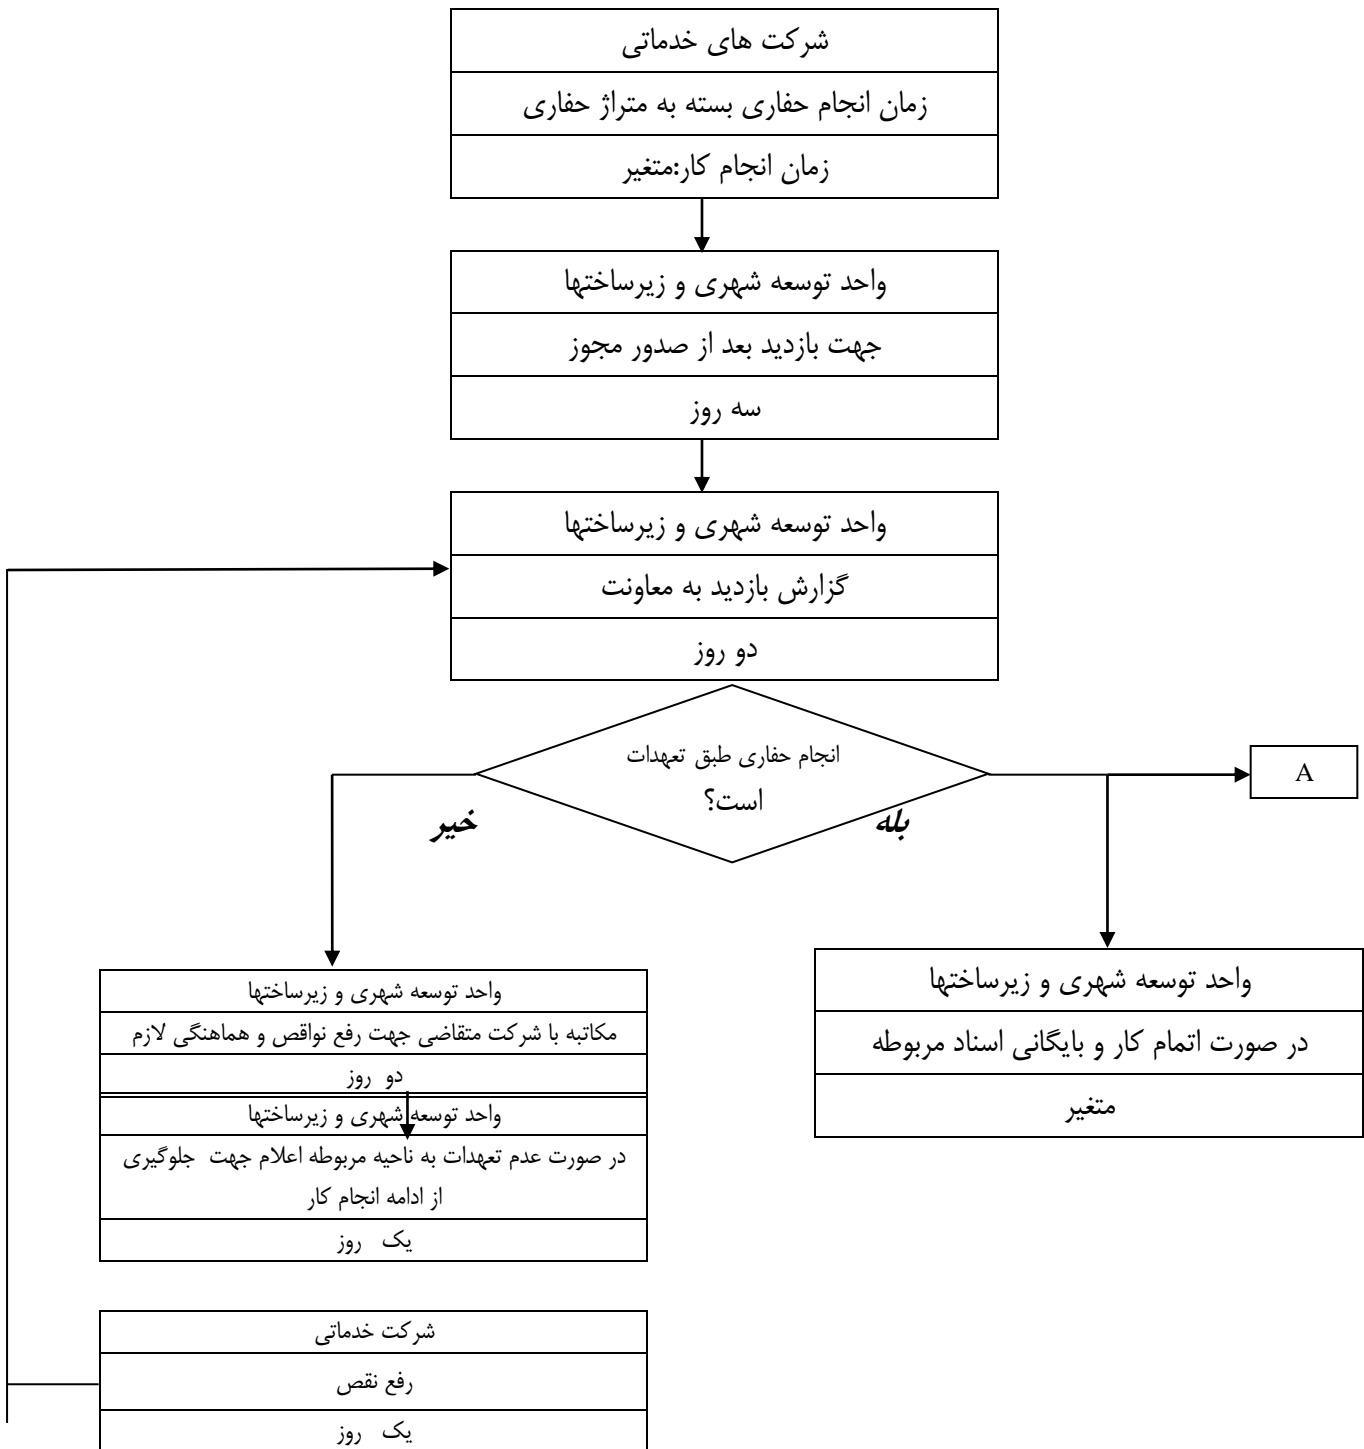 شرکت های خدماتی
زمان انجام حفاری بسته به متراژ حفاری
زمان انجام کار:متغیر
واحد توسعه شهری و زیرساختها
جهت بازدید بعد از صدور مجوز
سه روز
واحد توسعه شهری و زیرساختها
گزارش بازدید به معاونت
دو روز
انجام حفاری طبق تعهدات
است؟
A
بله
خیر
واحد توسعه شهری و زیرساختها
در صورت اتمام کار و بایگانی اسناد مربوطه
متغیر
واحد توسعه شهری و زیرساختها
مکاتبه با شرکت متقاضی جهت رفع نواقص و هماهنگی لازم
دو روز
واحد توسعه شهری و زیرساختها
در صورت عدم تعهدات به ناحیه مربوطه اعلام جهت جلوگیری
از ادامه انجام کار
یک روز
شرکت خدماتی
رفع نقص
یک روز